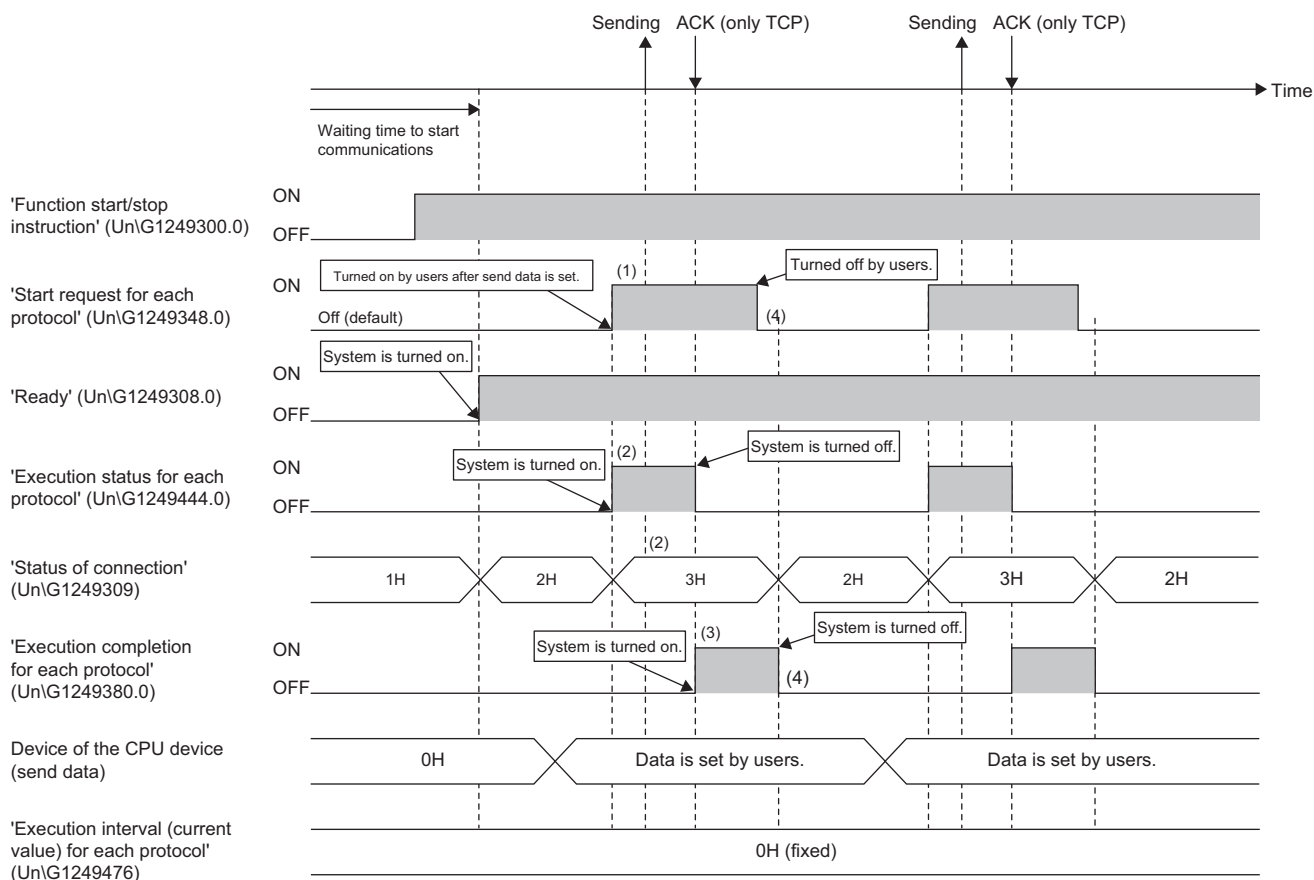 Sending ACK (only TCP) Sending ACK (only TCP)
Time
Waiting time to start
communications
'Function start/stop
instruction' (Un\G1249300.0)
ON
OFF
'Start request for each
protocol' (Un\G1249348.0)
ON
Turned on by users after send data is set.
(1)
Turned off by users.
Off (default)
(4)
System is turned on.
'Ready' (Un\G1249308.0)
ON
OFF
'Execution status for each
protocol' (Un\G1249444.0)
ON
OFF
System is turned on.
(2)
System is turned off.
'Status of connection'
(Un\G1249309)
(2)
1H 2H 3H 2H 3H 2H
'Execution completion
for each protocol'
(Un\G1249380.0)
ON
OFF
System is turned on.
(3)
System is turned off.
(4)
Device of the CPU device
(send data)
0H Data is set by users. Data is set by users.
'Execution interval (current
value) for each protocol'
(Un\G1249476)
0H (fixed)